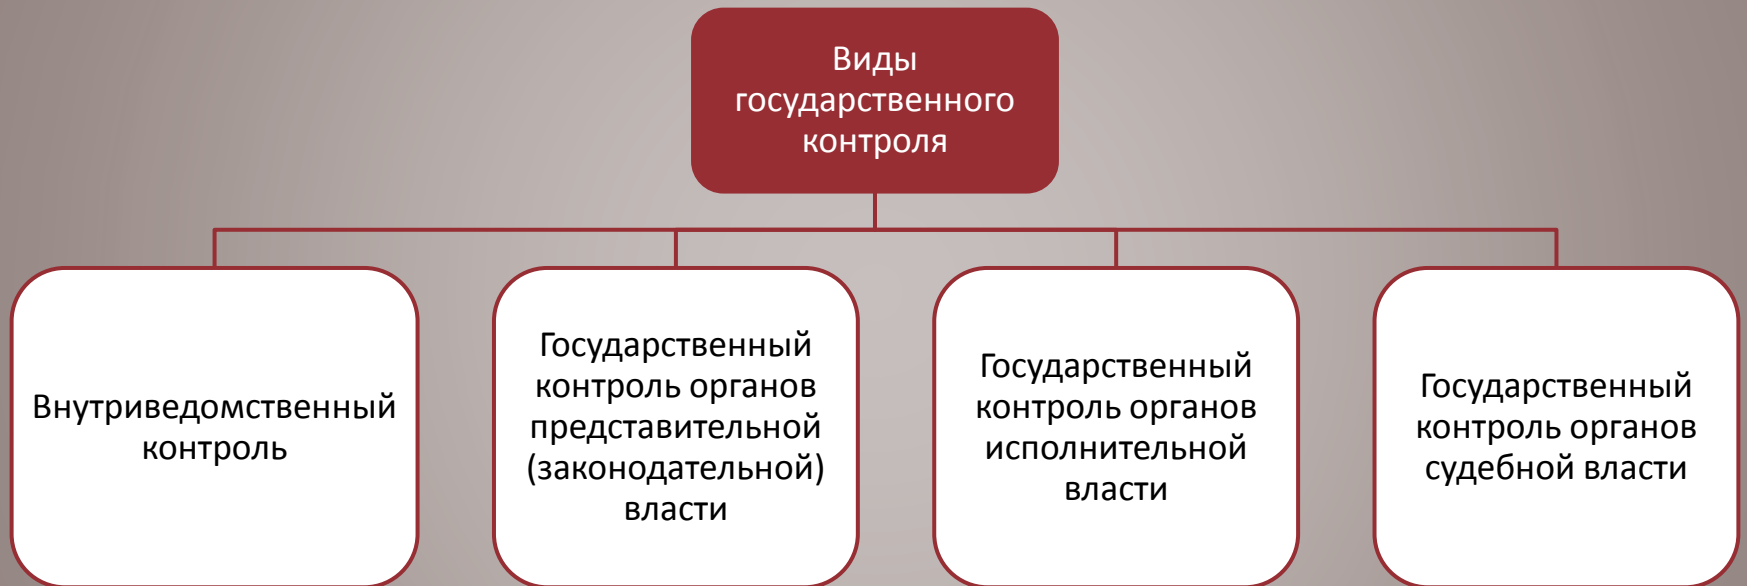 Виды
государственного
контроля
Внутриведомственный
контроль
Государственный
контроль органов
представительной
(законодательной)
власти
Государственный
контроль органов
исполнительной
власти
Государственный
контроль органов
судебной власти